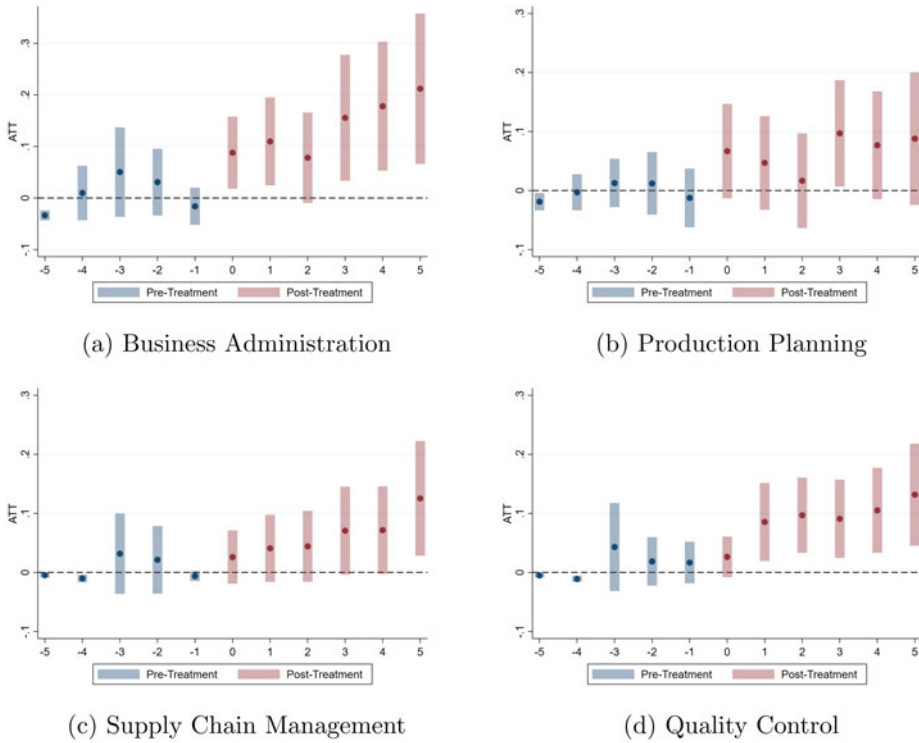 ATT
.3
.2
.1
0
-.1
-5 -4 -3 -2 -1 0 1 2 3 4 5
Pre-Treatment Post-Treatment
(a) Business Administration
ATT
.3
.2
.1
0
-.1
-5 -4 -3 -2 -1 0 1 2 3 4 5
Pre-Treatment Post-Treatment
(b) Production Planning
ATT
.3
.2
.1
0
-.1
-5 -4 -3 -2 -1 0 1 2 3 4 5
Pre-Treatment Post-Treatment
(c) Supply Chain Management
ATT
.3
.2
.1
0
-.1
-5 -4 -3 -2 -1 0 1 2 3 4 5
Pre-Treatment Post-Treatment
(d) Quality Control